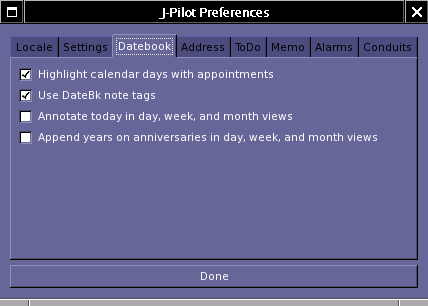 J-Pilot Preferences
Locale Settings Datebook Address ToDo Memo Alarms Conduits
Highlight calendar days with appointments
Use DateBk note tags
Annotate today in day, week, and month views
Append years on anniversaries in day, week, and month views
Done